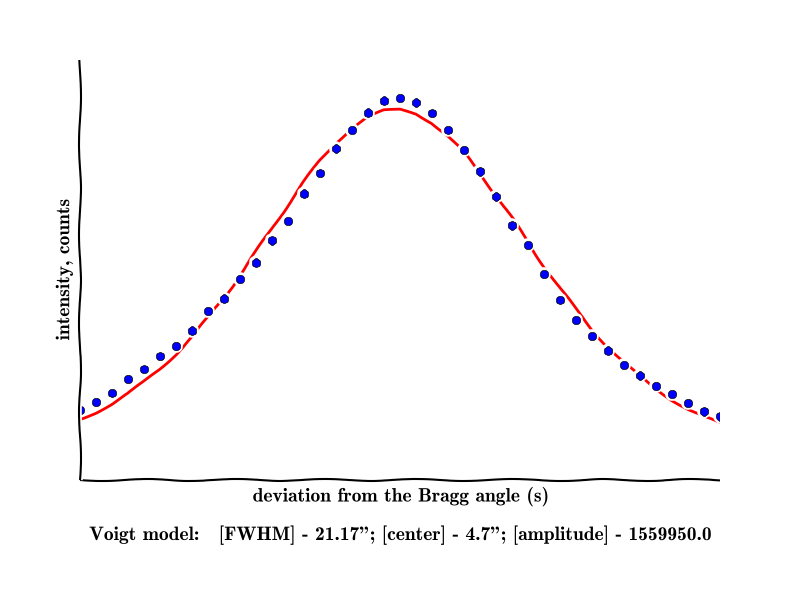 intensity, counts
deviation from the Bragg angle (s)
Voigt model: [FWHM] - 21.17”; [center] - 4.7”; [amplitude] - 1559950.0